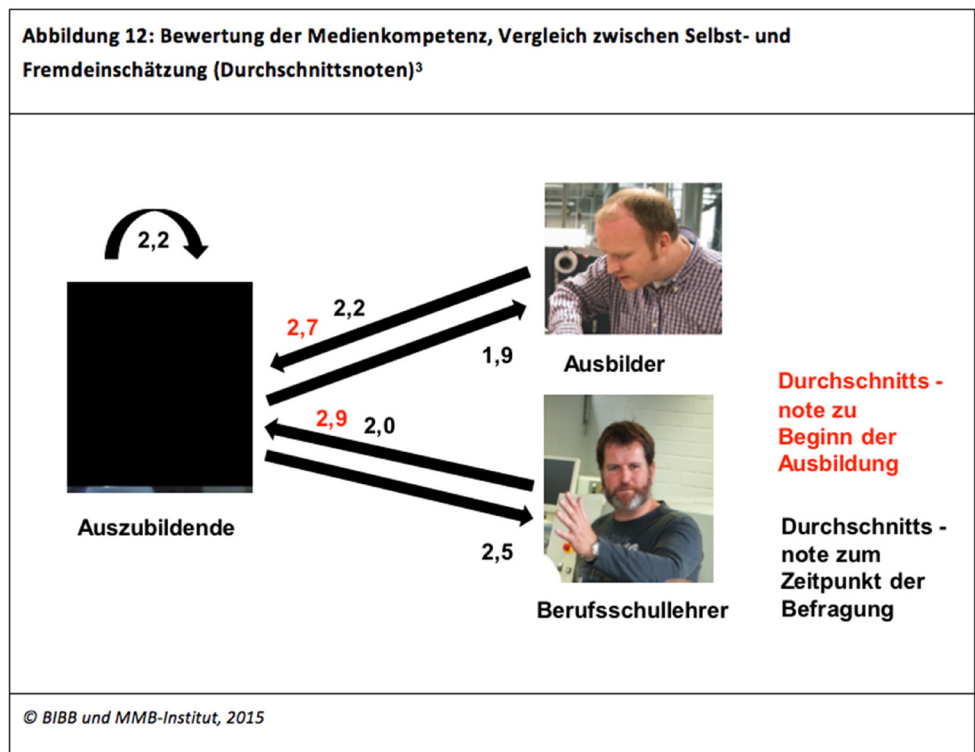 Abbildung 12: Bewertung der Medienkompetenz, Vergleich zwischen Selbst- und
Fremdeinschätzung (Durchschnittsnoten)³
2,2
2,2
2,7
1,9
Ausbilder
2,9
2,0
Auszubildende
2,5
Berufsschullehrer
Durchschnitts -
note zu
Beginn der
Ausbildung
Durchschnitts -
note zum
Zeitpunkt der
Befragung
© BIBB und MMB-Institut, 2015